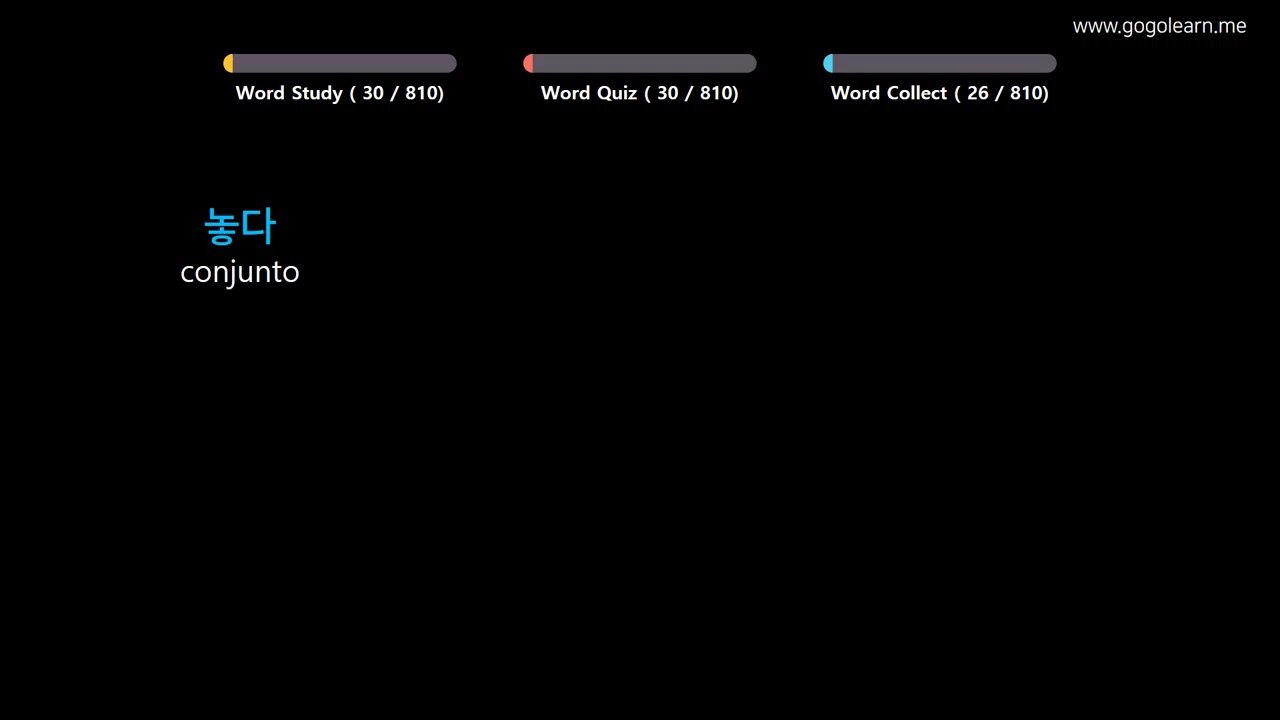 www.gogolearn.me
Word Study ( 30 / 810)
Word Quiz ( 30 / 810)
Word Collect ( 26 / 810)
놓다
conjunto